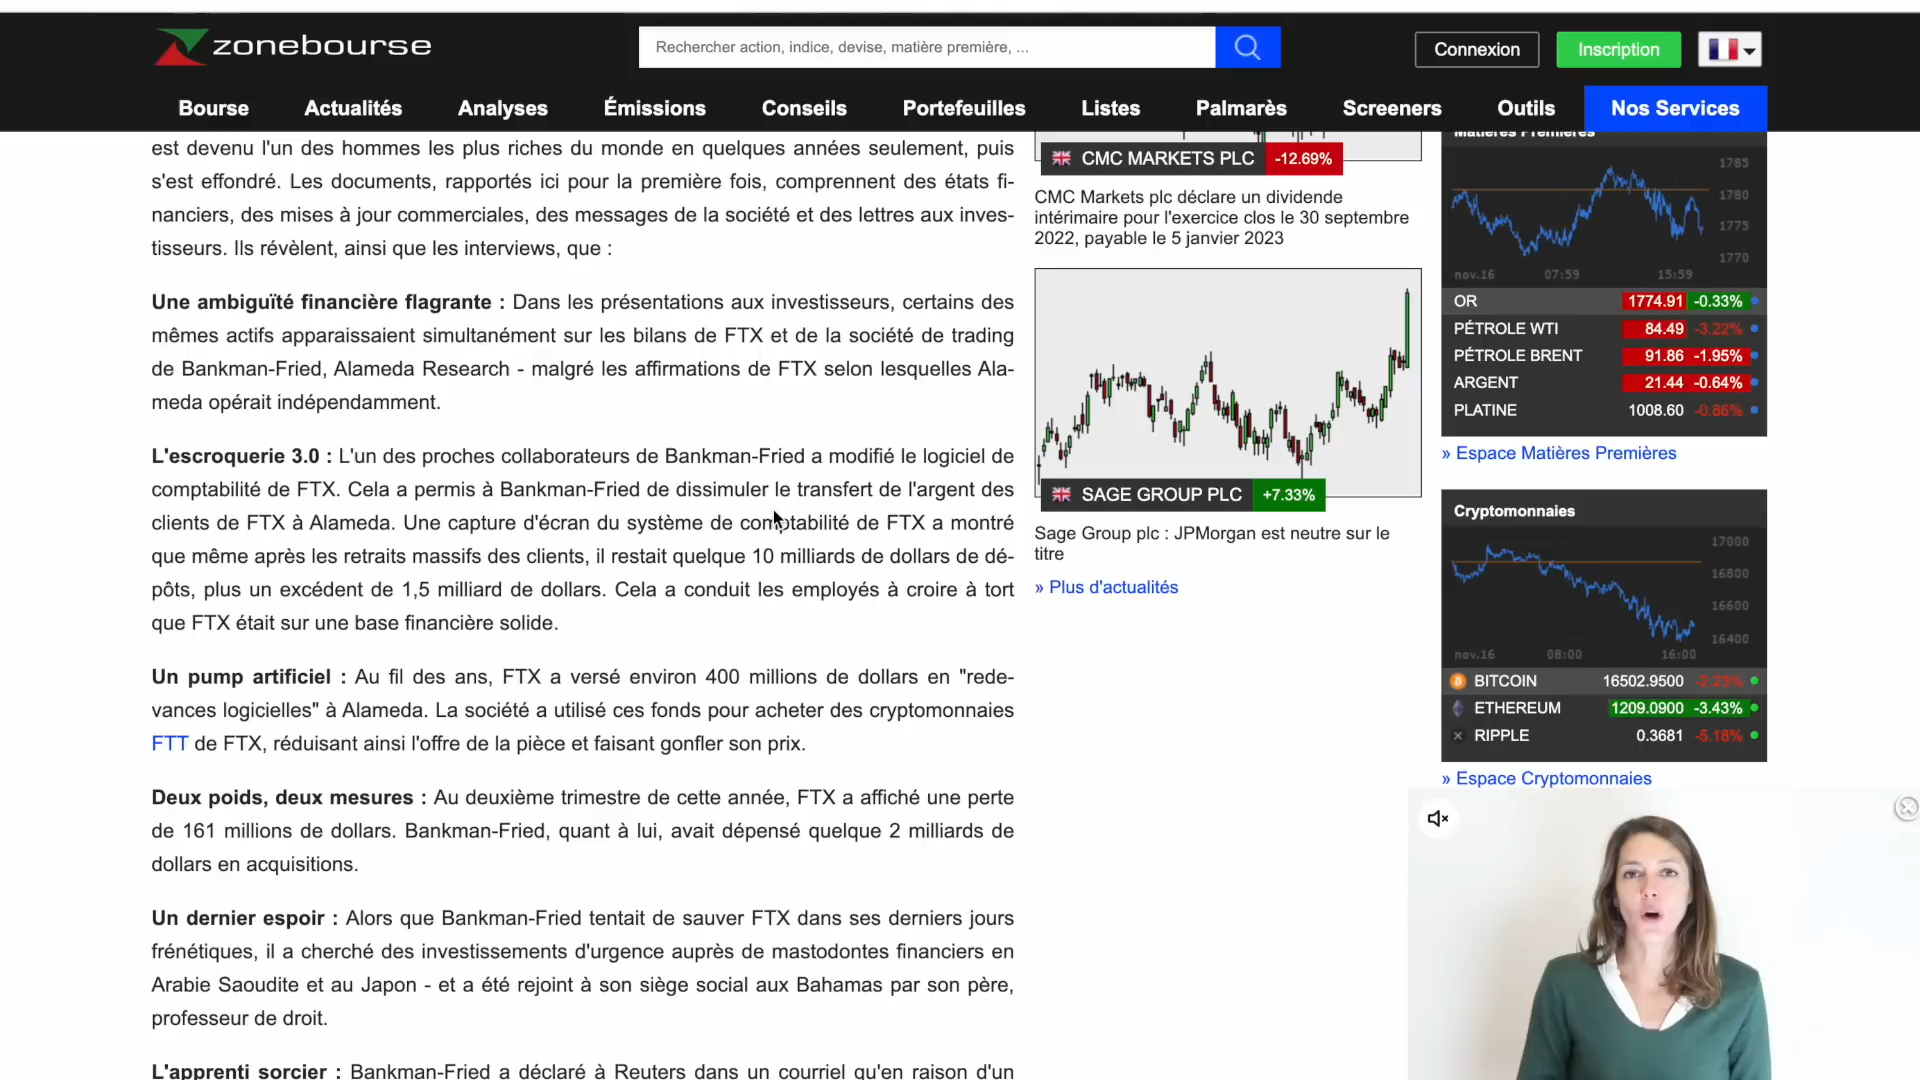 zonebourse
Rechercher action, indice, devise, matière première, ...
Connexion
Inscription
Bourse
Actualités
Analyses
Émissions
Conseils
Portefeuilles
Listes
Palmarès
Screeners
Outils
Nos Services
est devenu l'un des hommes les plus riches du monde en quelques années seulement, puis
s'est effondré. Les documents, rapportés ici pour la première fois, comprennent des états fi-
nanciers, des mises à jour commerciales, des messages de la société et des lettres aux inves-
tisseurs. Ils révèlent, ainsi que les interviews, que :
Une ambiguïté financière flagrante : Dans les présentations aux investisseurs, certains des
mêmes actifs apparaissaient simultanément sur les bilans de FTX et de la société de trading
de Bankman-Fried, Alameda Research - malgré les affirmations de FTX selon lesquelles Ala-
meda opérait indépendamment.
L'escroquerie 3.0 : L'un des proches collaborateurs de Bankman-Fried a modifié le logiciel de
comptabilité de FTX. Cela a permis à Bankman-Fried de dissimuler le transfert de l'argent des
clients de FTX à Alameda. Une capture d'écran du système de comptabilité de FTX a montré
que même après les retraits massifs des clients, il restait quelque 10 milliards de dollars de dé-
pôts, plus un excédent de 1,5 milliard de dollars. Cela a conduit les employés à croire à tort
que FTX était sur une base financière solide.
Un pump artificiel : Au fil des ans, FTX a versé environ 400 millions de dollars en "rede-
vances logicielles" à Alameda. La société a utilisé ces fonds pour acheter des cryptomonnaies
FTT de FTX, réduisant ainsi l'offre de la pièce et faisant gonfler son prix.
Deux poids, deux mesures : Au deuxième trimestre de cette année, FTX a affiché une perte
de 161 millions de dollars. Bankman-Fried, quant à lui, avait dépensé quelque 2 milliards de
dollars en acquisitions.
Un dernier espoir : Alors que Bankman-Fried tentait de sauver FTX dans ses derniers jours
frénétiques, il a cherché des investissements d'urgence auprès de mastodontes financiers en
Arabie Saoudite et au Japon - et a été rejoint à son siège social aux Bahamas par son père,
professeur de droit.
L'apprenti sorcier : Bankman-Fried a déclaré à Reuters dans un courriel qu'en raison d'un
CMC MARKETS PLC -12.69%
CMC Markets plc déclare un dividende
intérimaire pour l'exercice clos le 30 septembre
2022, payable le 5 janvier 2023
SAGE GROUP PLC +7.33%
Sage Group plc : JPMorgan est neutre sur le
titre
» Plus d'actualités
Matières Premières
1785
1780
1775
1770
nov.16 07:59 15:59
OR 1774.91 -0.33%
PÉTROLE WTI 84.49 -3.22%
PÉTROLE BRENT 91.86 -1.95%
ARGENT 21.44 -0.64%
PLATINE 1008.60 -0.86%
» Espace Matières Premières
Cryptomonnaies
17000
16800
16600
16400
nov.16 08:00 16:00
BITCOIN 16502.9500 -2.23%
ETHEREUM 1209.0900 -3.43%
RIPPLE 0.3681 -5.18%
» Espace Cryptomonnaies